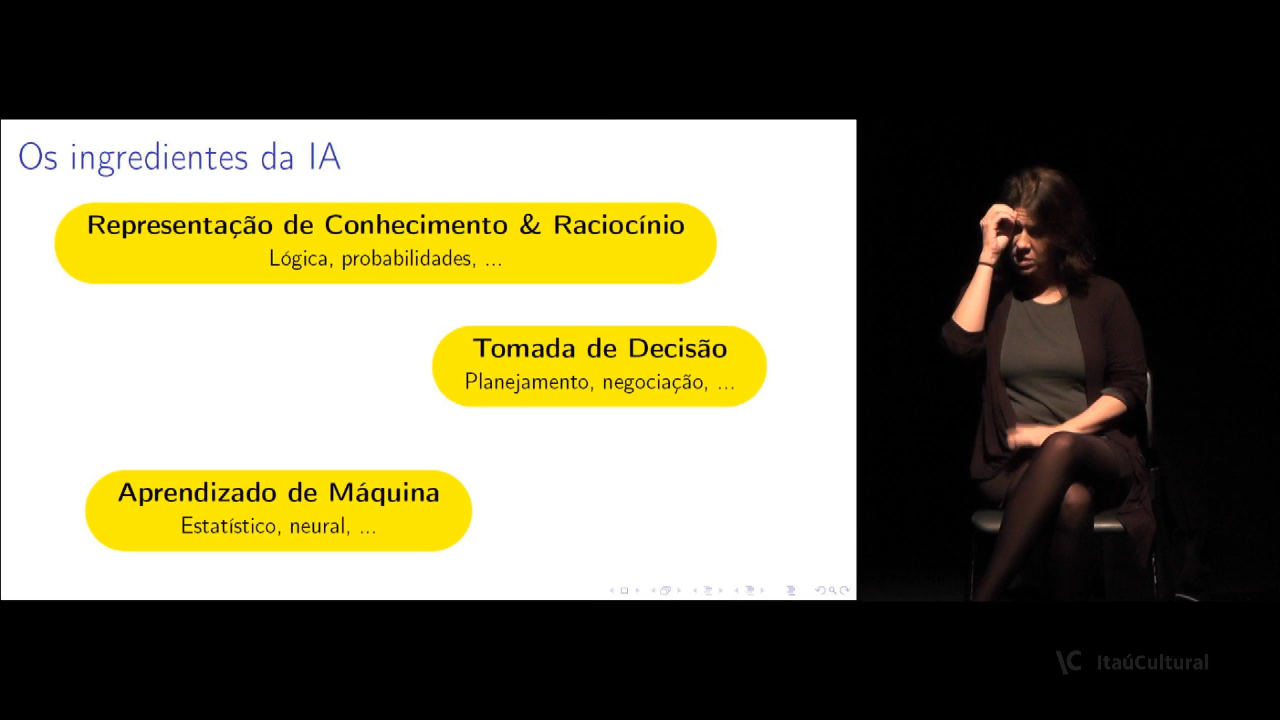 Os ingredientes da IA
Representação de Conhecimento & Raciocínio
Lógica, probabilidades, ...
Tomada de Decisão
Planejamento, negociação, ...
Aprendizado de Máquina
Estatístico, neural, ...
ItaúCultural